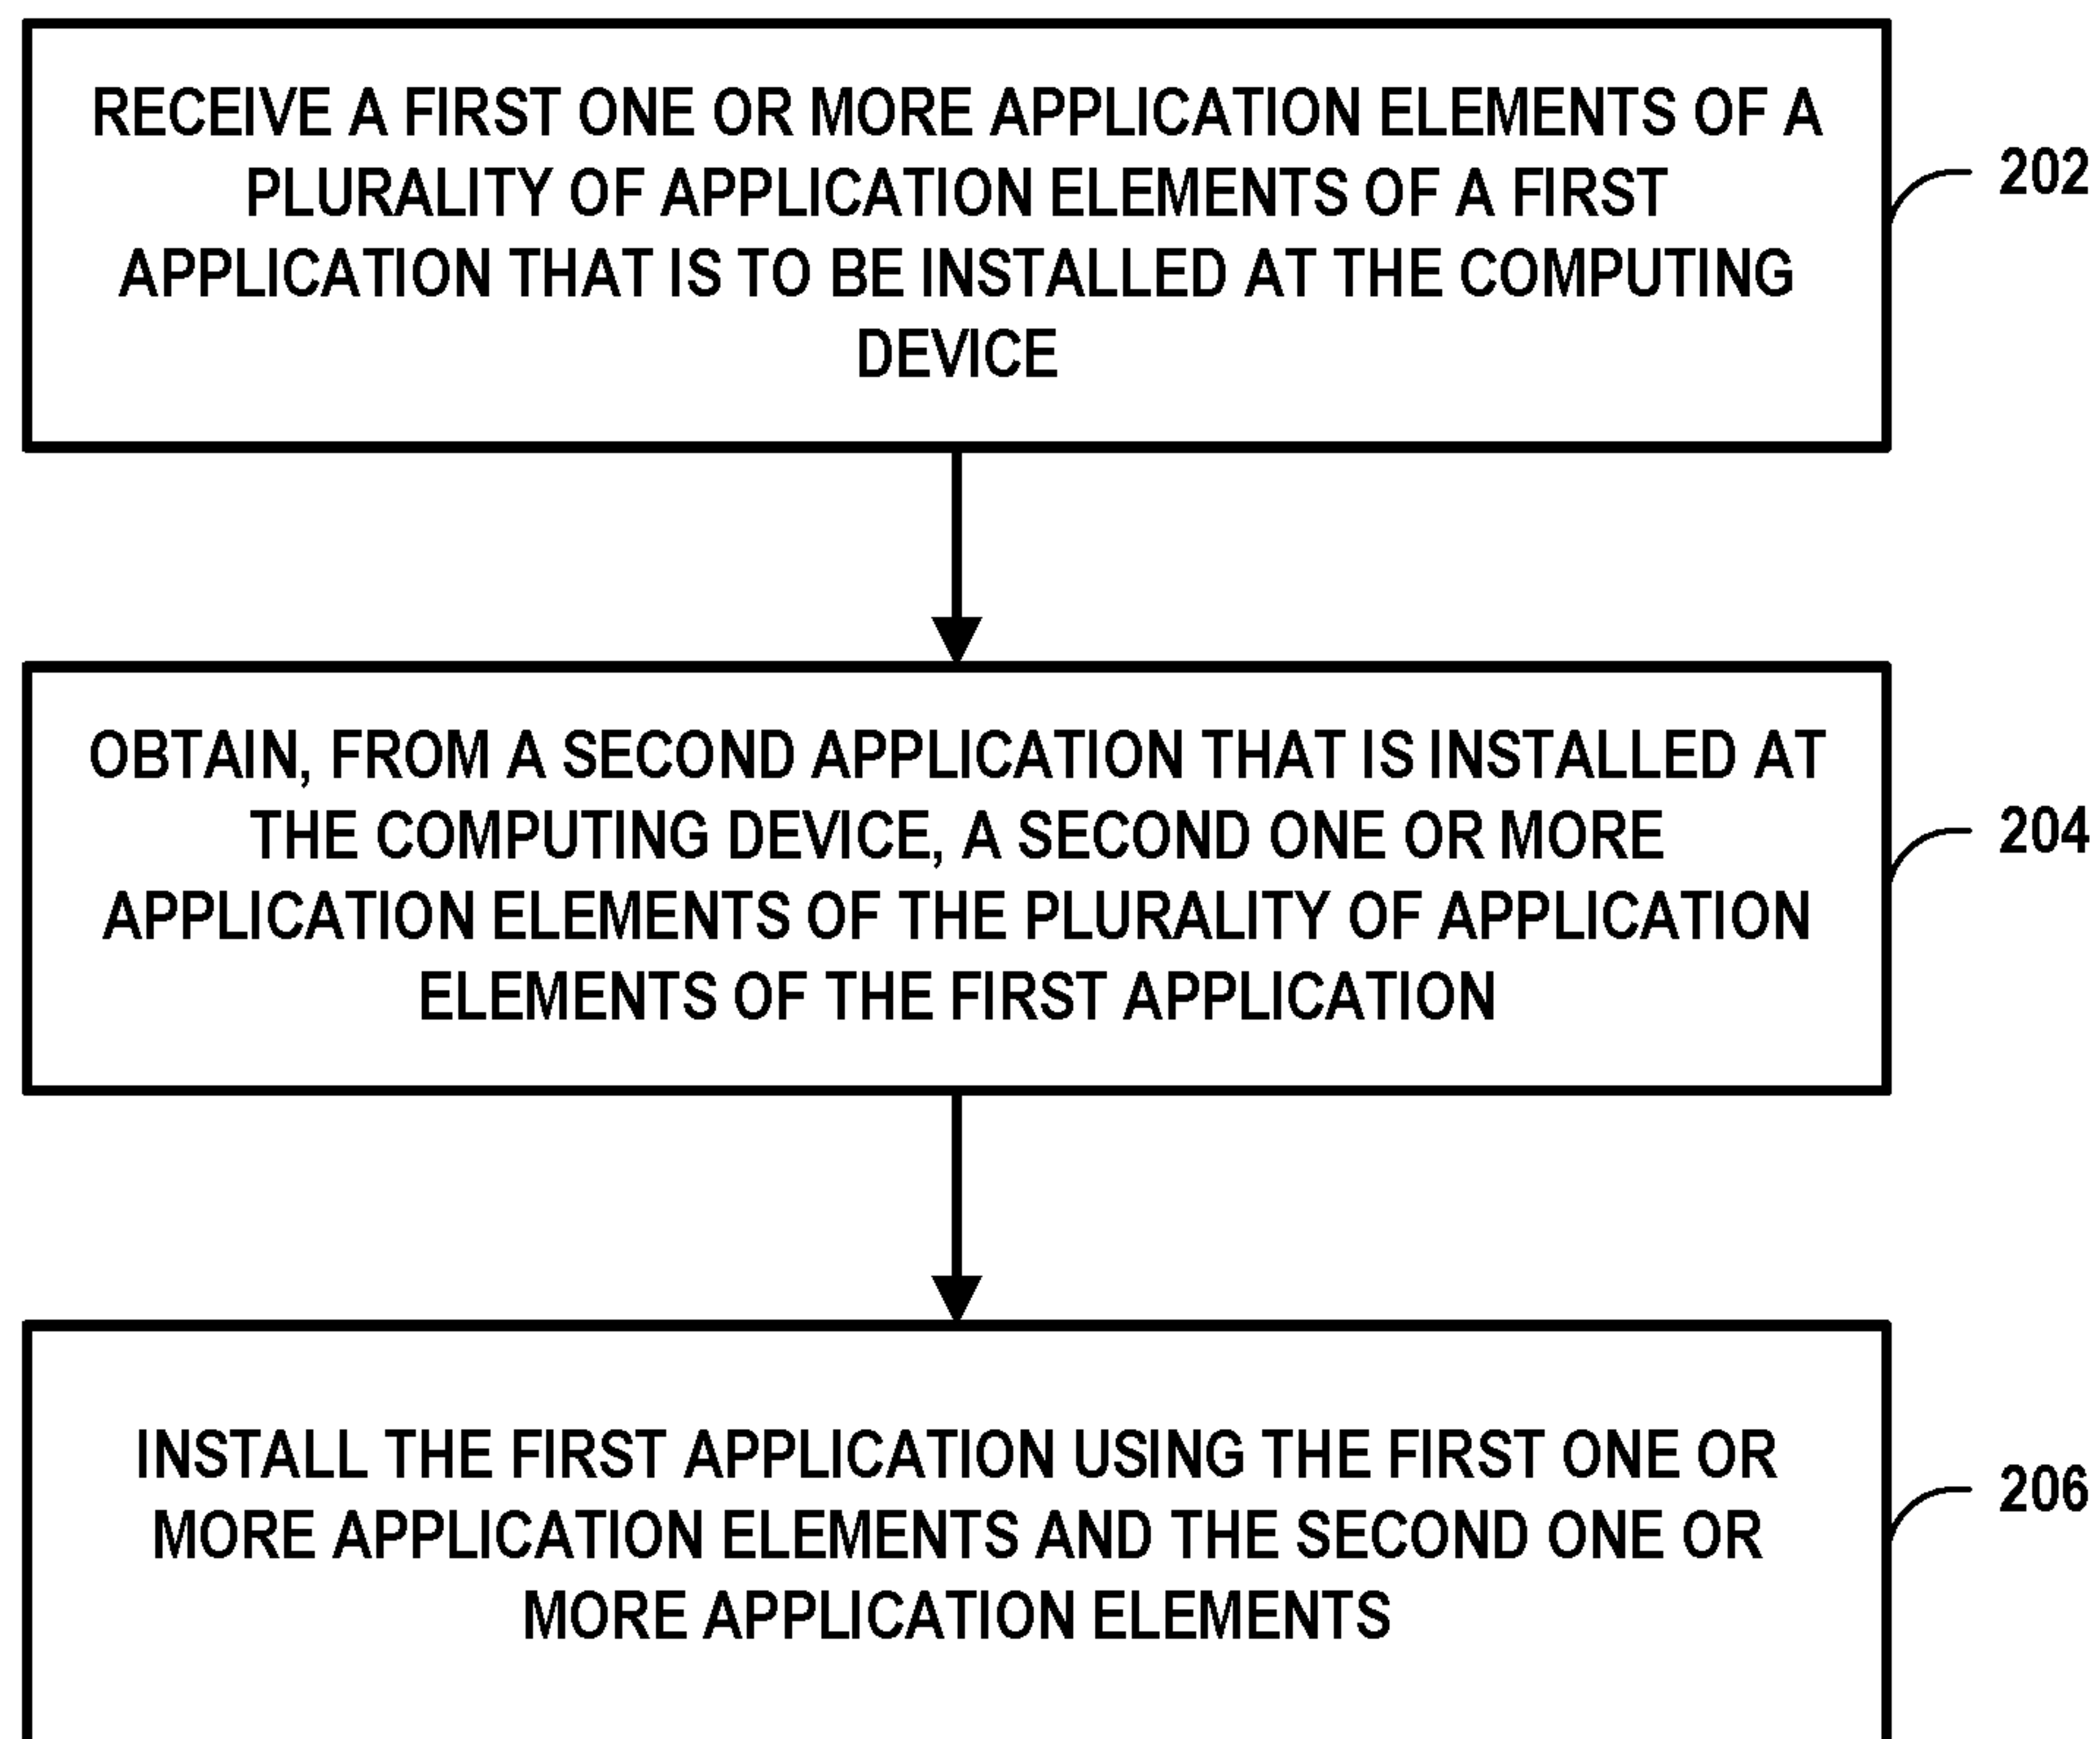 RECEIVE A FIRST ONE OR MORE APPLICATION ELEMENTS OF A
PLURALITY OF APPLICATION ELEMENTS OF A FIRST
APPLICATION THAT IS TO BE INSTALLED AT THE COMPUTING
DEVICE
202
OBTAIN, FROM A SECOND APPLICATION THAT IS INSTALLED AT
THE COMPUTING DEVICE, A SECOND ONE OR MORE
APPLICATION ELEMENTS OF THE PLURALITY OF APPLICATION
ELEMENTS OF THE FIRST APPLICATION
204
INSTALL THE FIRST APPLICATION USING THE FIRST ONE OR
MORE APPLICATION ELEMENTS AND THE SECOND ONE OR
MORE APPLICATION ELEMENTS
206